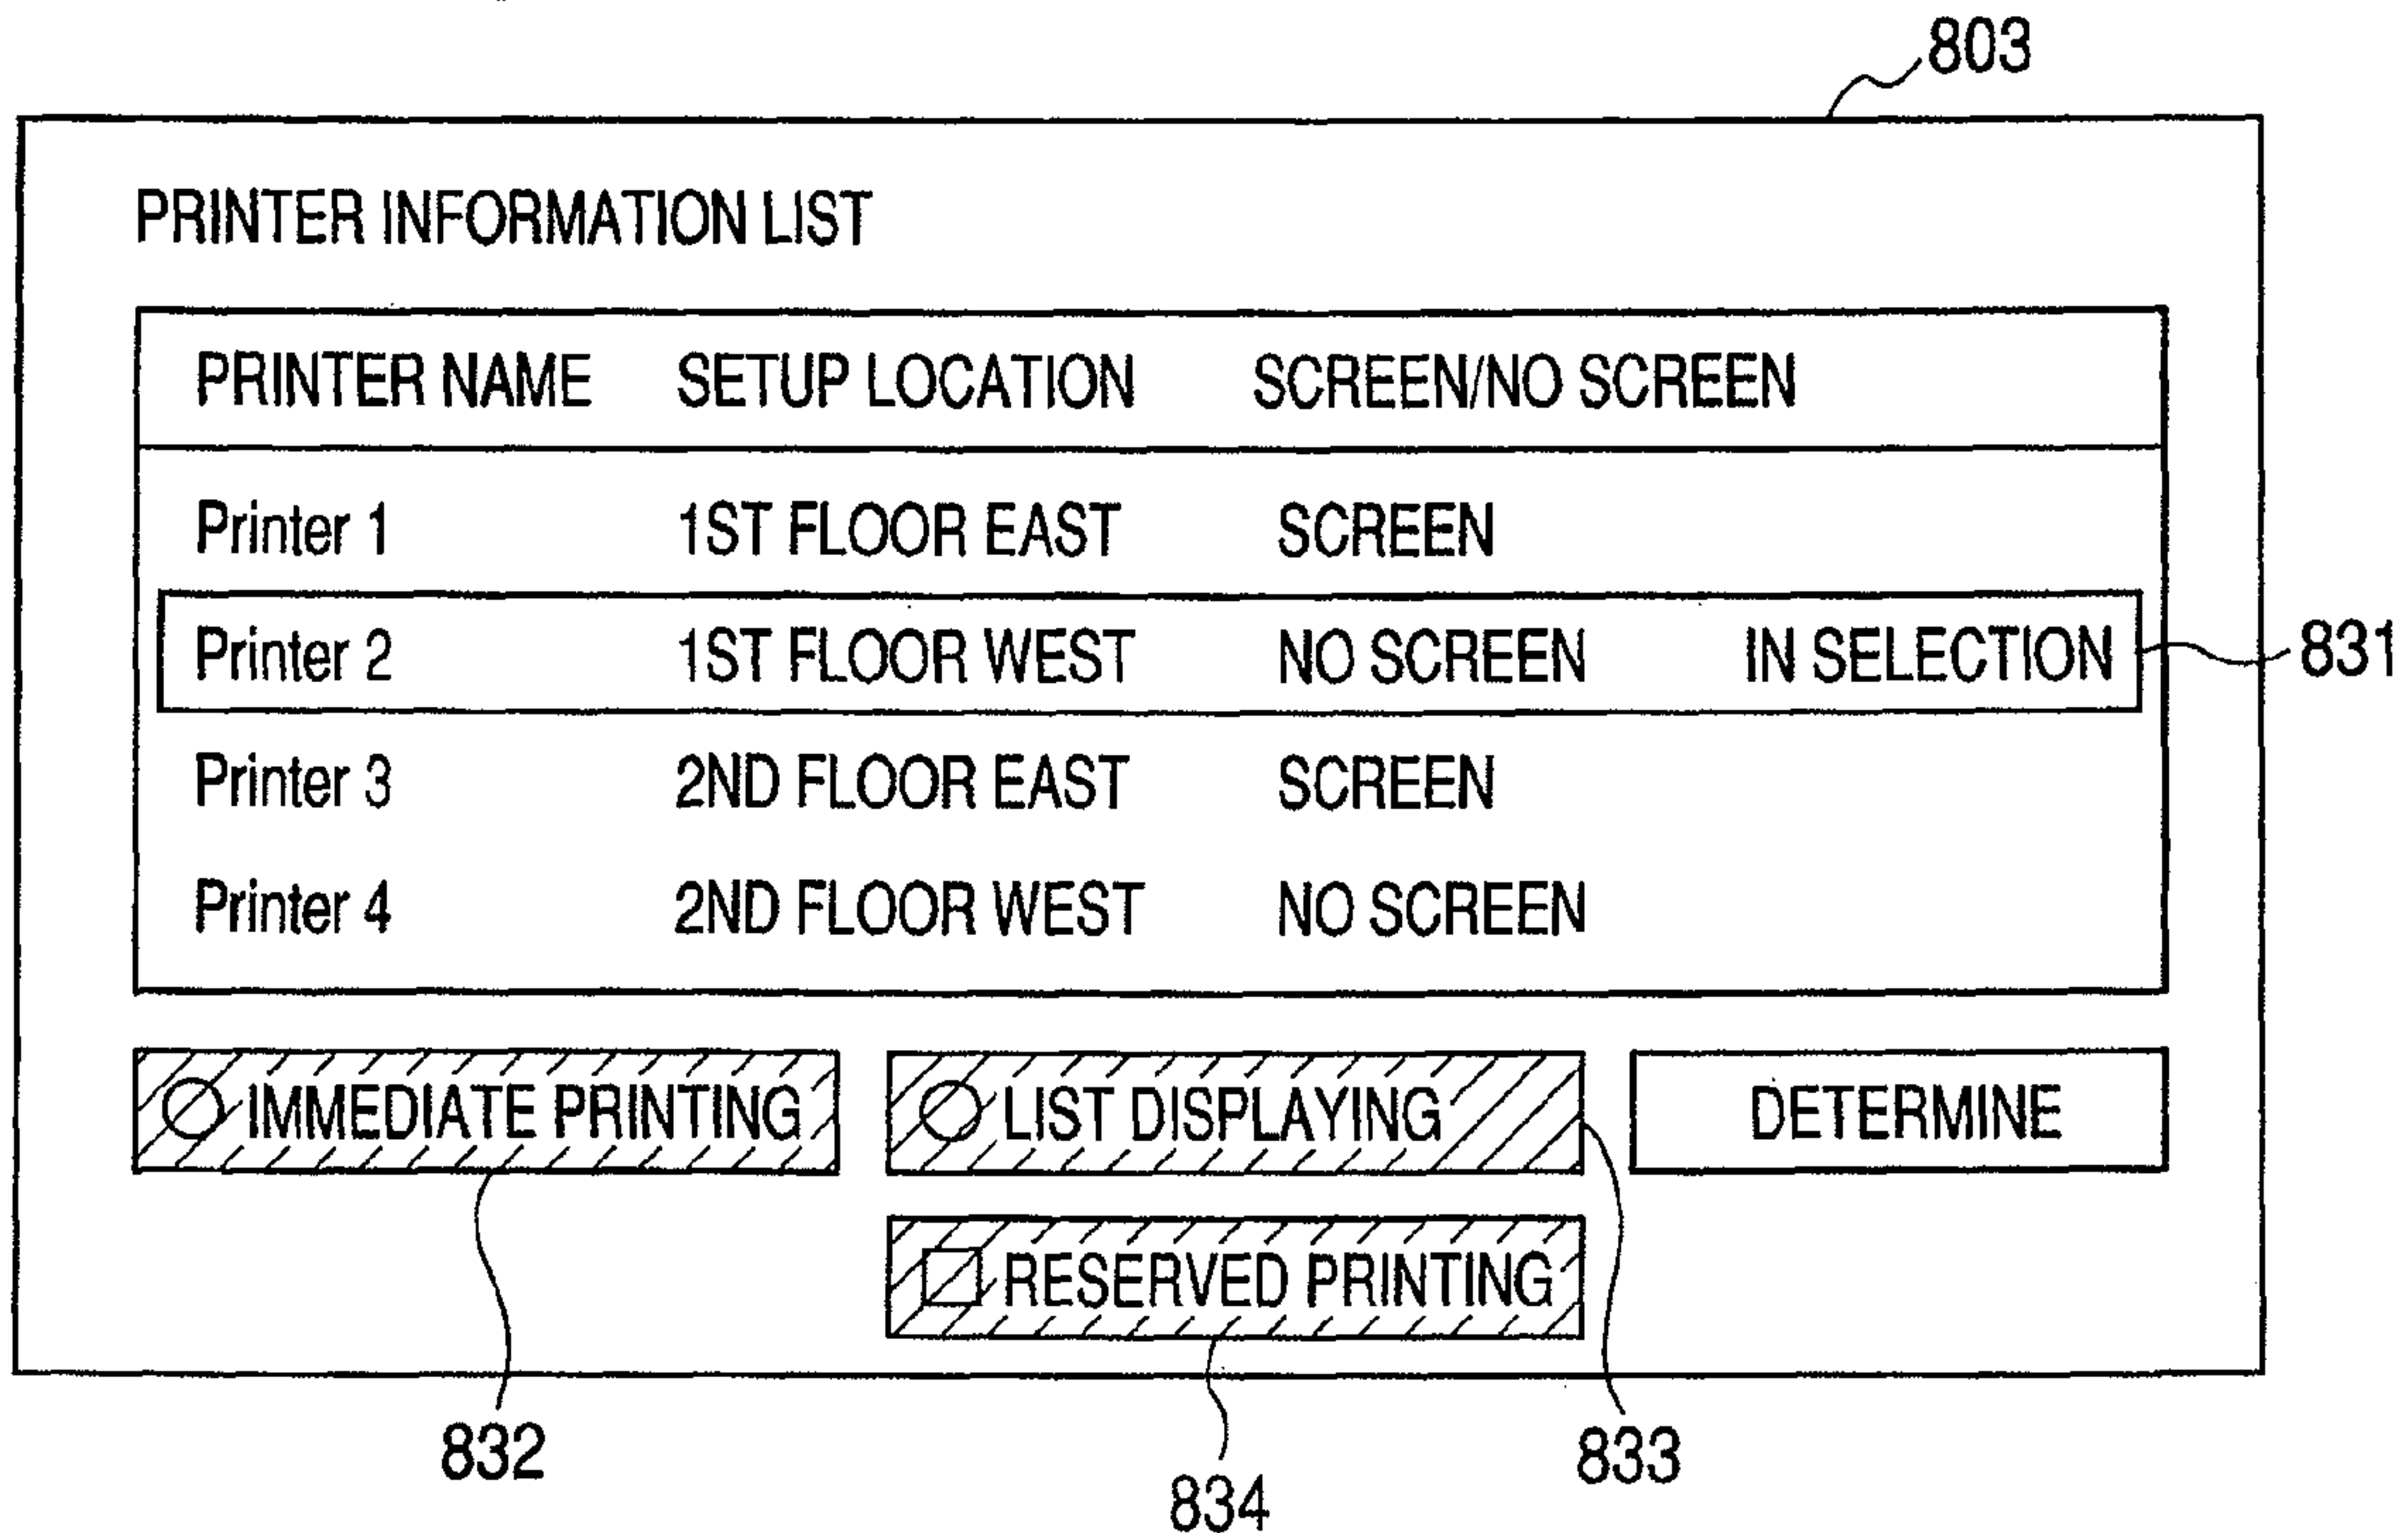 803
PRINTER INFORMATION LIST
PRINTER NAME SETUP LOCATION SCREEN/NO SCREEN
Printer 1 1ST FLOOR EAST SCREEN
Printer 2 1ST FLOOR WEST NO SCREEN IN SELECTION 831
Printer 3 2ND FLOOR EAST SCREEN
Printer 4 2ND FLOOR WEST NO SCREEN
IMMEDIATE PRINTING LIST DISPLAYING DETERMINE
RESERVED PRINTING
832 833
834